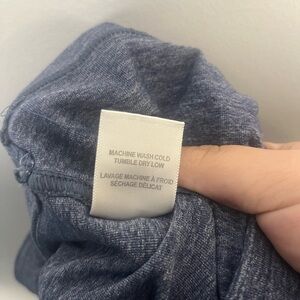 MACHINE WASH COLD
TUMBLE DRY LOW
LAVAGE MACHINE À FROID
SÉCHAGE DÉLICAT